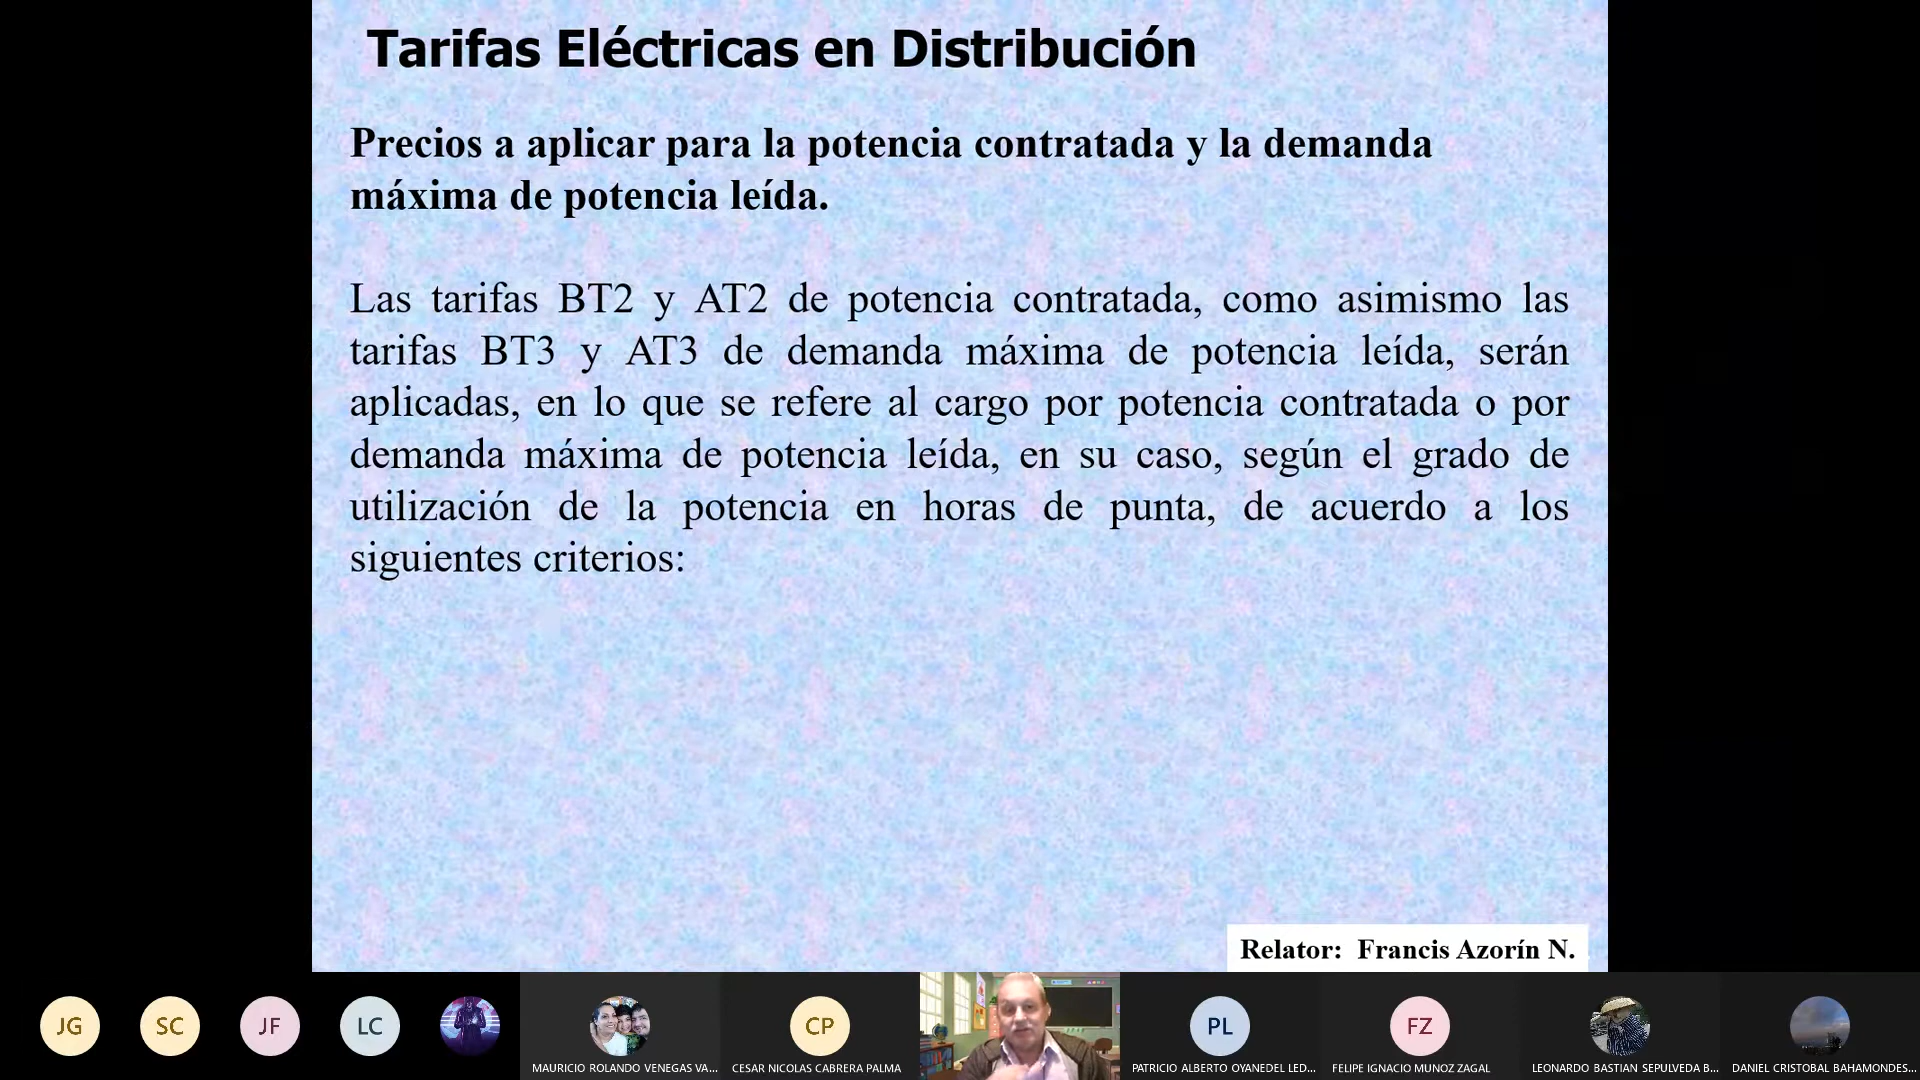 Tarifas Eléctricas en Distribución
Precios a aplicar para la potencia contratada y la demanda
máxima de potencia leída.
Las tarifas BT2 y AT2 de potencia contratada, como asimismo las
tarifas BT3 y AT3 de demanda máxima de potencia leída, serán
aplicadas, en lo que se refere al cargo por potencia contratada o por
demanda máxima de potencia leída, en su caso, según el grado de
utilización de la potencia en horas de punta, de acuerdo a los
siguientes criterios:
Relator: Francis Azorín N.
JG
SC
JF
LC
MAURICIO ROLANDO VENEGAS VA...
CP
CESAR NICOLAS CABRERA PALMA
PL
PATRICIO ALBERTO OYANEDEL LED...
FZ
FELIPE IGNACIO MUNOZ ZAGAL
LEONARDO BASTIAN SEPULVEDA B...
DANIEL CRISTOBAL BAHAMONDES...